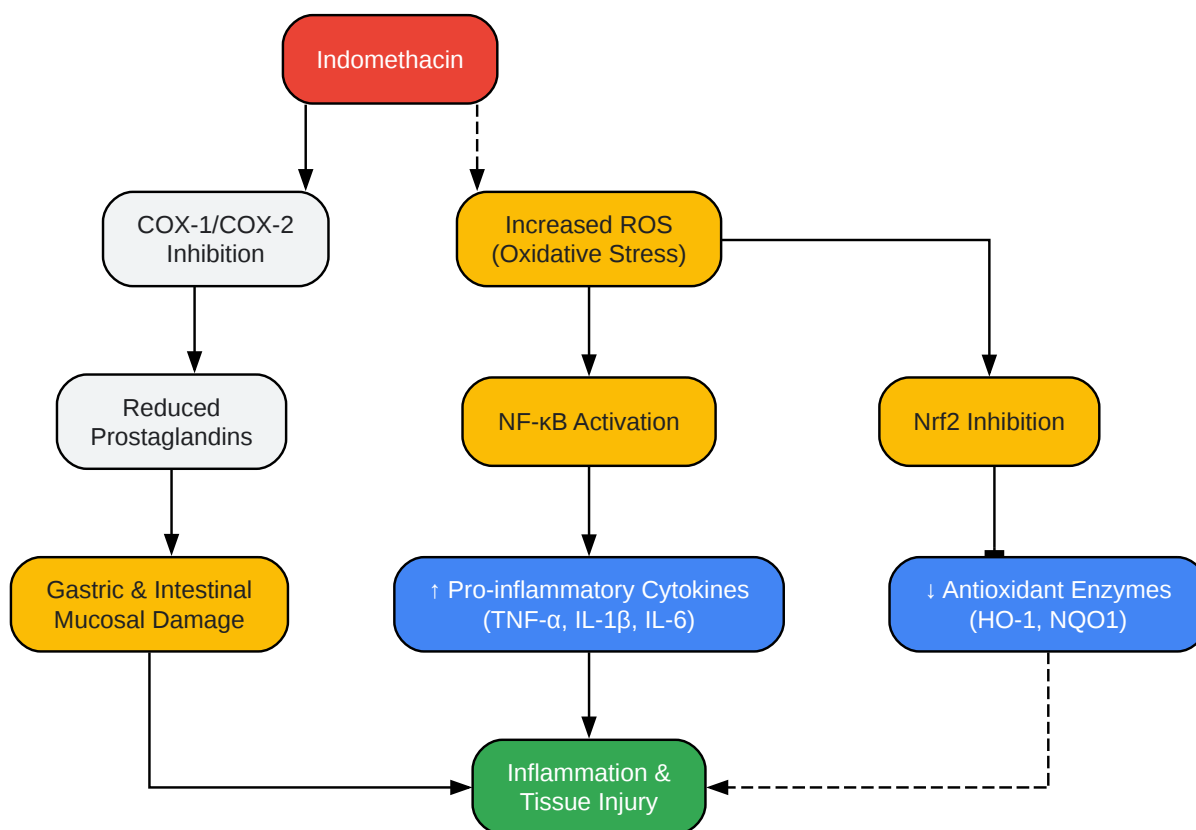 Indomethacin
COX-1/COX-2
Inhibition
Increased ROS
(Oxidative Stress)
Reduced
Prostaglandins
NF-κB Activation
Nrf2 Inhibition
Gastric & Intestinal
Mucosal Damage
↑ Pro-inflammatory Cytokines
(TNF-α, IL-1β, IL-6)
↓ Antioxidant Enzymes
(HO-1, NQO1)
Inflammation &
Tissue Injury